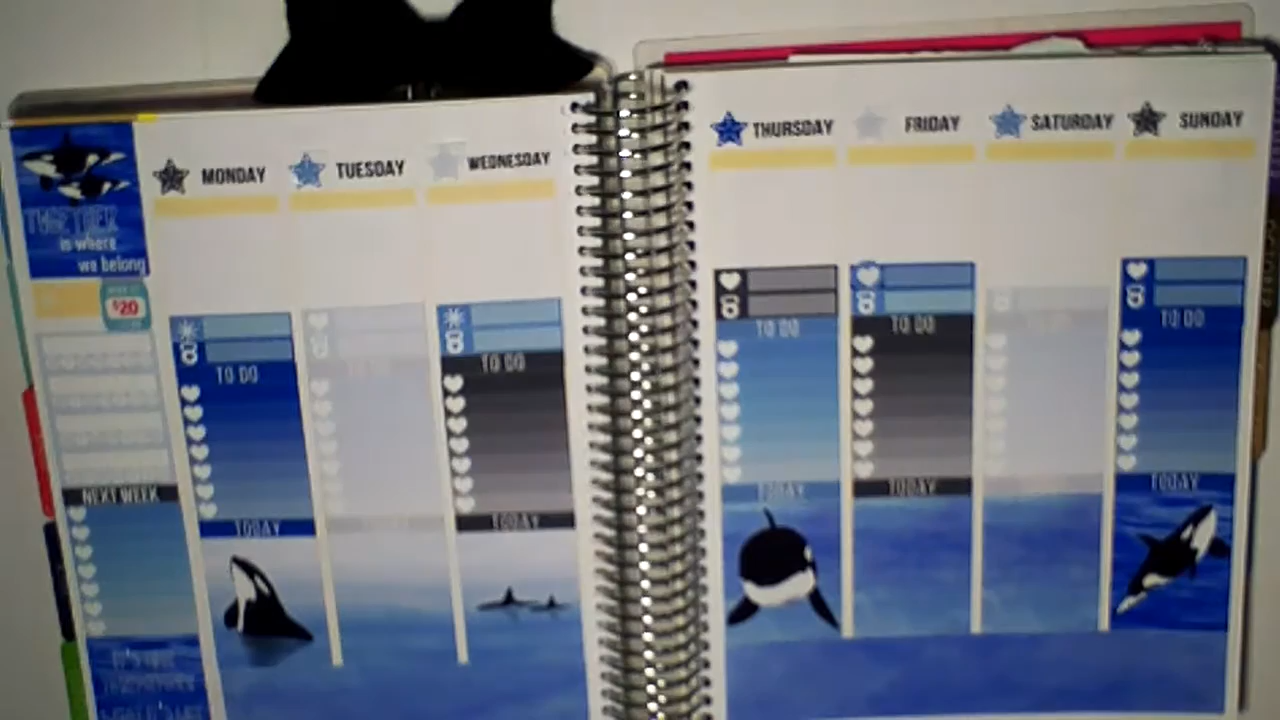 MONDAY
TUESDAY
WEDNESDAY
THURSDAY
FRIDAY
SATURDAY
SUNDAY
TOGETHER
is where
we belong
$20
TO DO
TO DO
TO DO
TO DO
TO DO
NEXT WEEK
TODAY
TODAY
TODAY
TODAY
TODAY